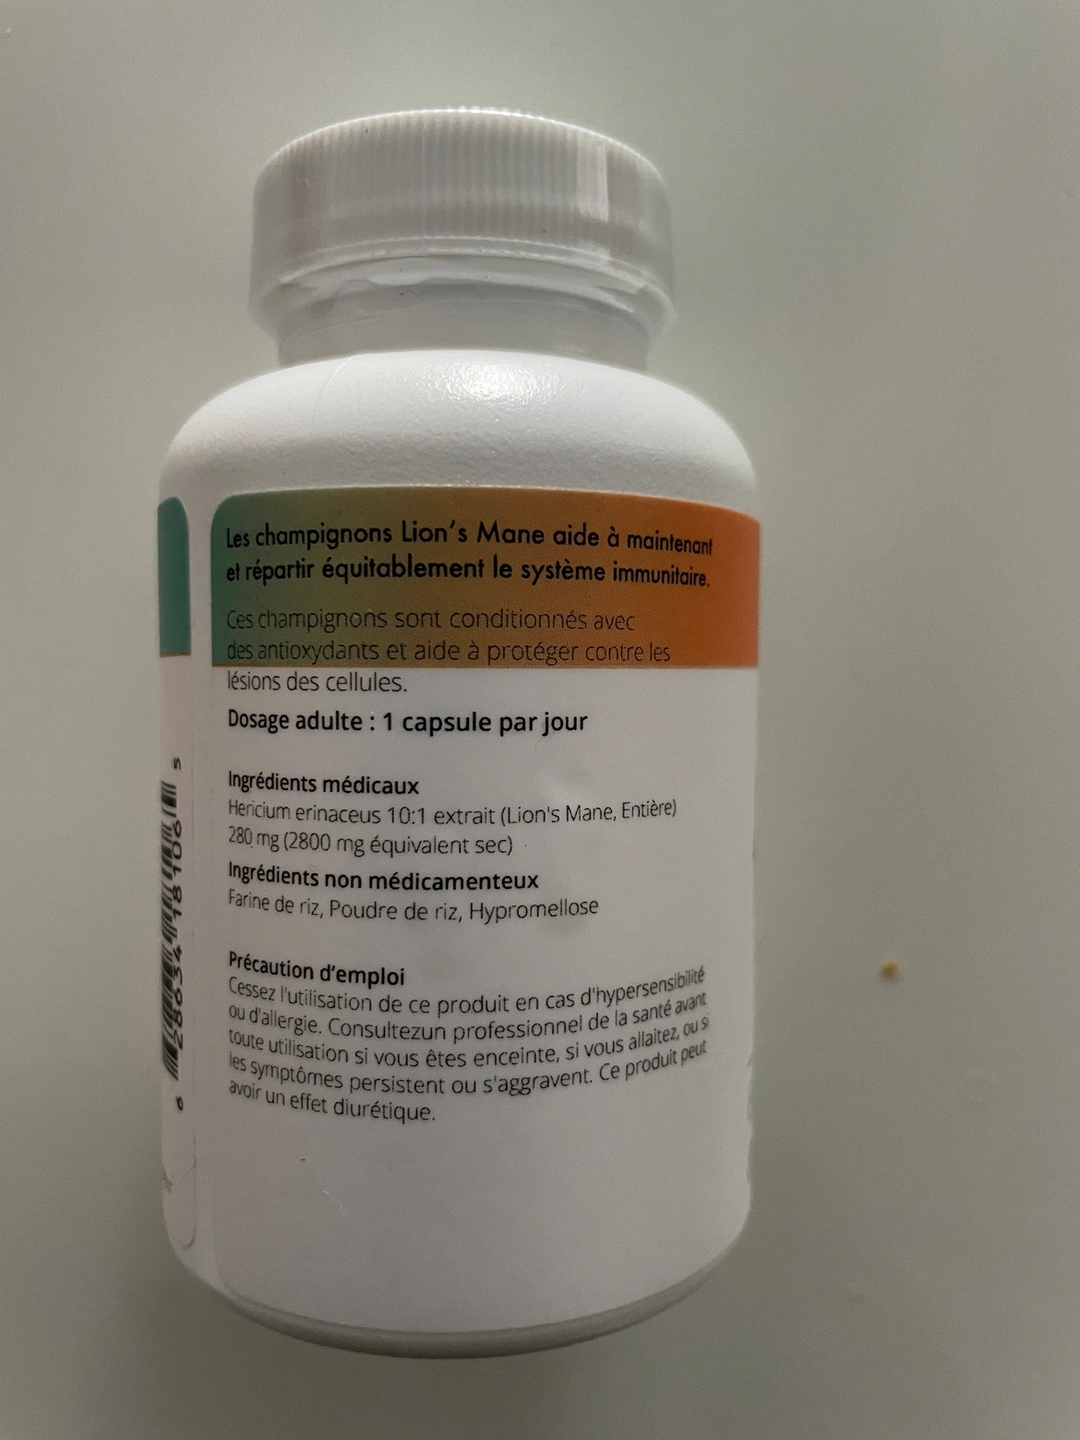 Les champignons Lion's Mane aide à maintenant
et répartir équitablement le système immunitaire.
Ces champignons sont conditionnés avec
des antioxydants et aide à protéger contre les
lésions des cellules.
Dosage adulte : 1 capsule par jour
Ingrédients médicaux
Hericium erinaceus 10:1 extrait (Lion's Mane, Entière)
280 mg (2800 mg équivalent sec)
Ingrédients non médicamenteux
Farine de riz, Poudre de riz, Hypromellose
Précaution d'emploi
Cessez l'utilisation de ce produit en cas d'hypersensibilité
ou d'allergie. Consultezun professionnel de la santé avant
toute utilisation si vous êtes enceinte, si vous allaitez, ou si
les symptômes persistent ou s'aggravent. Ce produit peut
avoir un effet diurétique.
6 28634 18106 5